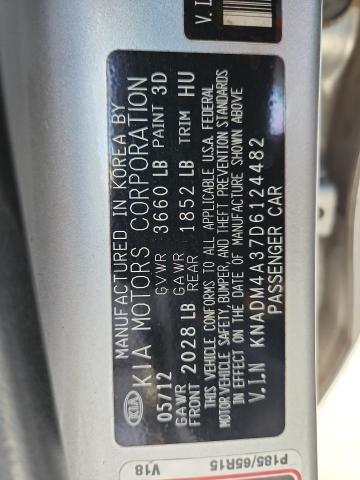 MANUFACTURED IN KOREA BY
KIA KIA MOTORS CORPORATION
05/12 GVWR 3660 LB PAINT 3D
GAWR FRONT 2028 LB GAWR REAR 1852 LB TRIM HU
THIS VEHICLE CONFORMS TO ALL APPLICABLE U.S.A. FEDERAL
MOTOR VEHICLE SAFETY, BUMPER, AND THEFT PREVENTION STANDARDS
IN EFFECT ON THE DATE OF MANUFACTURE SHOWN ABOVE
V.I.N KNADM4A37D6124482
PASSENGER CAR
V18 P185/65R15